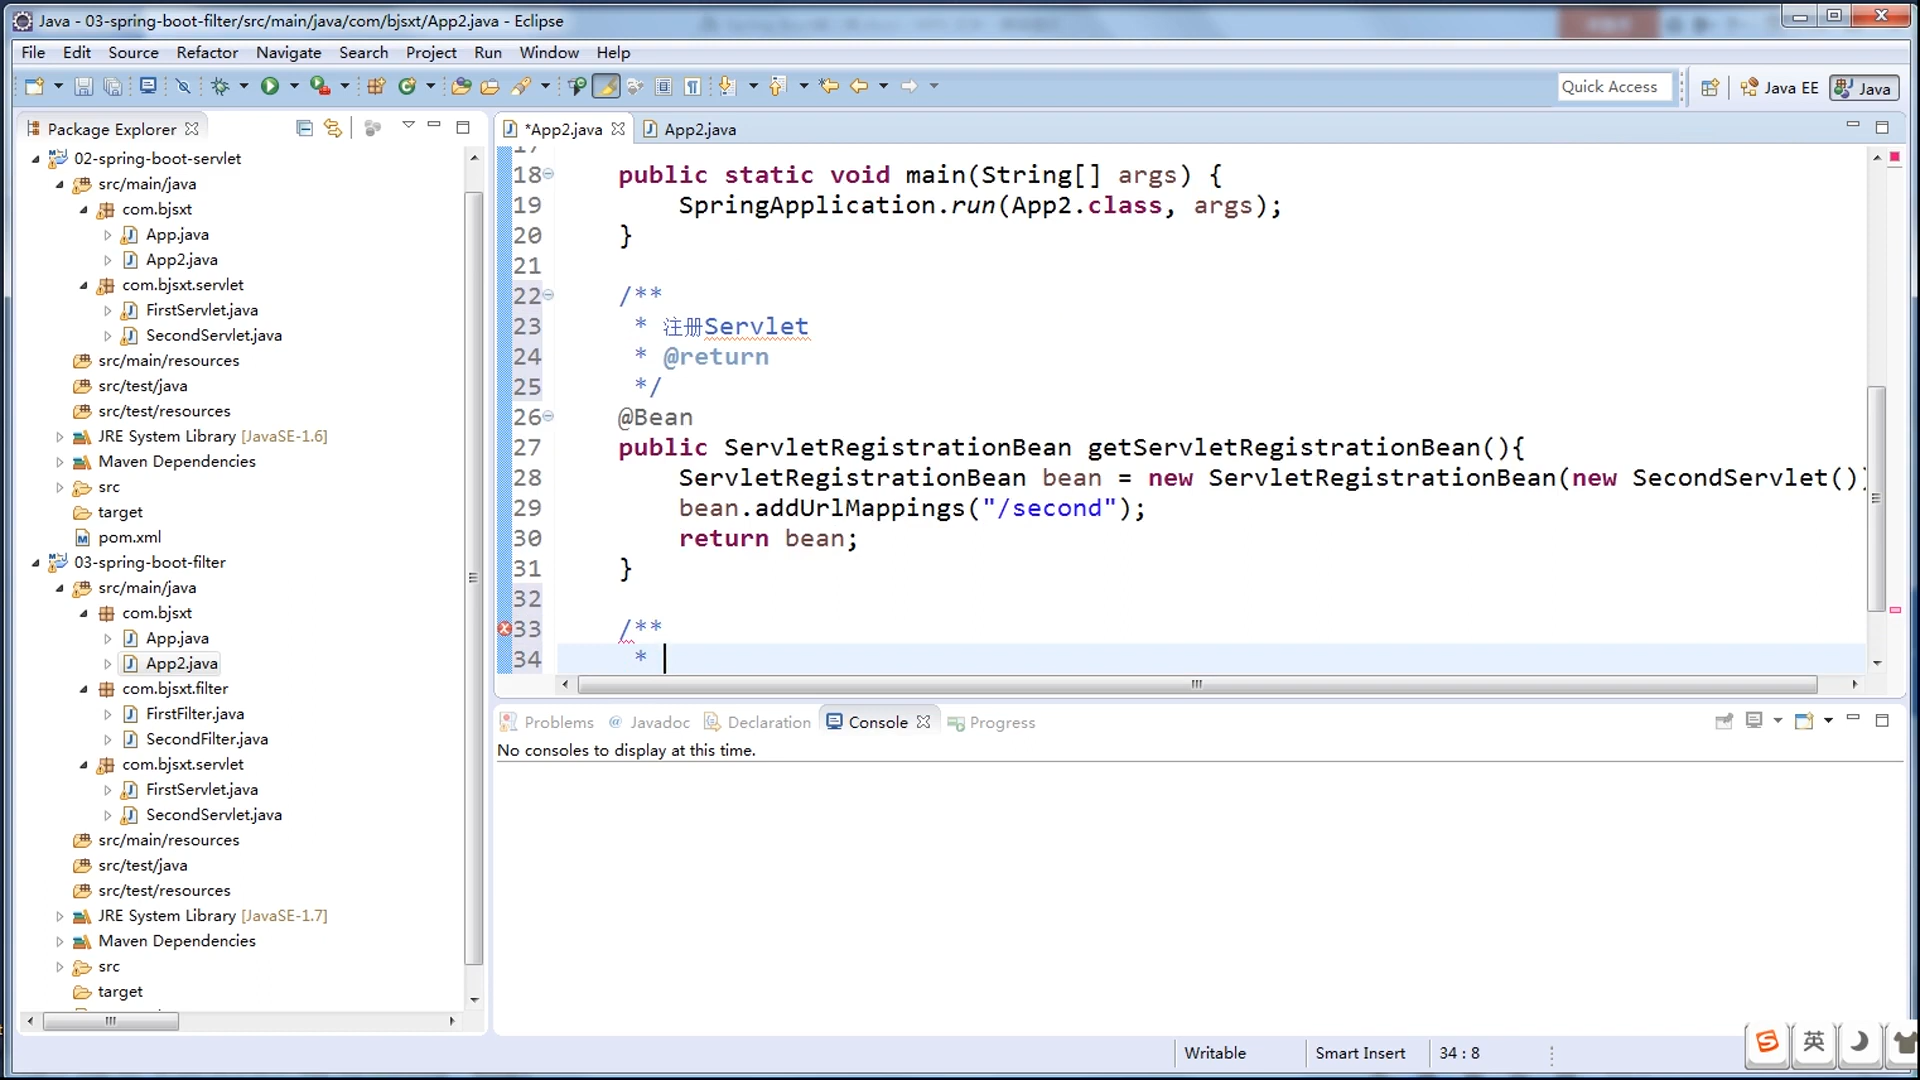 Java - 03-spring-boot-filter/src/main/java/com/bjsxt/App2.java - Eclipse
File Edit Source Refactor Navigate Search Project Run Window Help
Quick Access
Java EE
Java
Package Explorer
02-spring-boot-servlet
src/main/java
com.bjsxt
App.java
App2.java
com.bjsxt.servlet
FirstServlet.java
SecondServlet.java
src/main/resources
src/test/java
src/test/resources
JRE System Library [JavaSE-1.6]
Maven Dependencies
src
target
pom.xml
03-spring-boot-filter
src/main/java
com.bjsxt
App.java
App2.java
com.bjsxt.filter
FirstFilter.java
SecondFilter.java
com.bjsxt.servlet
FirstServlet.java
SecondServlet.java
src/main/resources
src/test/java
src/test/resources
JRE System Library [JavaSE-1.7]
Maven Dependencies
src
target
*App2.java
App2.java
17
18 public static void main(String[] args) {
19 SpringApplication.run(App2.class, args);
20 }
21
22 /**
23 * 注册Servlet
24 * @return
25 */
26 @Bean
27 public ServletRegistrationBean getServletRegistrationBean(){
28 ServletRegistrationBean bean = new ServletRegistrationBean(new SecondServlet())
29 bean.addUrlMappings("/second");
30 return bean;
31 }
32
33 /**
34 *
Problems @ Javadoc Declaration Console Progress
No consoles to display at this time.
Writable Smart Insert 34 : 8
英